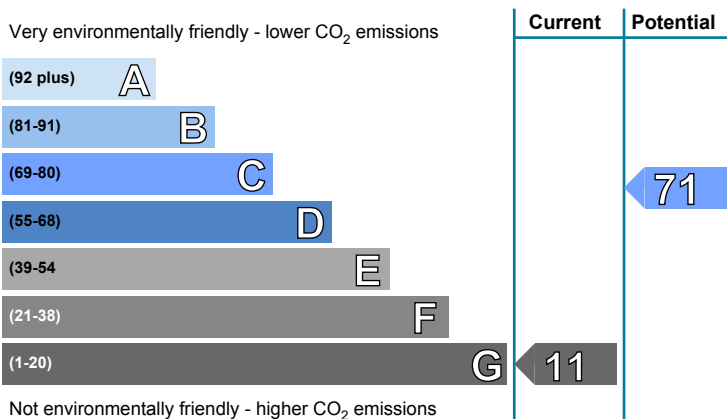 Current Potential
Very environmentally friendly - lower CO2 emissions
(92 plus) A
(81-91) B
(69-80) C
71
(55-68) D
(39-54 E
(21-38) F
(1-20) G 11
Not environmentally friendly - higher CO2 emissions